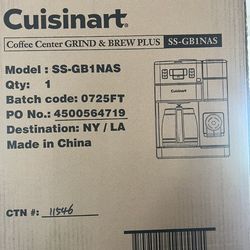 Cuisinart®
Coffee Center GRIND & BREW PLUS SS-GB1NAS
Model : SS-GB1NAS
Qty: 1
Batch code: 0725FT
PO No.: 4500564719
Destination: NY / LA
Made in China
Cuisinart
CTN #: 11546